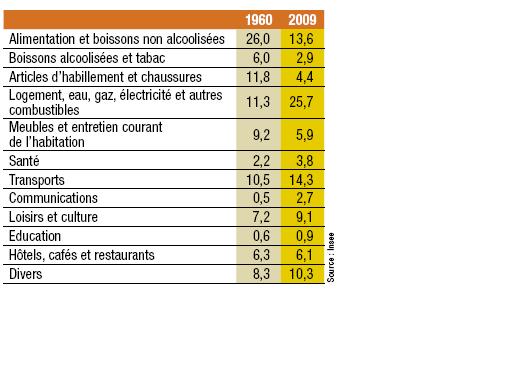 1960 2009
Alimentation et boissons non alcoolisées 26,0 13,6
Boissons alcoolisées et tabac 6,0 2,9
Articles d'habillement et chaussures 11,8 4,4
Logement, eau, gaz, électricité et autres
combustibles 11,3 25,7
Meubles et entretien courant
de l'habitation 9,2 5,9
Santé 2,2 3,8
Transports 10,5 14,3
Communications 0,5 2,7
Loisirs et culture 7,2 9,1
Education 0,6 0,9
Hôtels, cafés et restaurants 6,3 6,1
Divers 8,3 10,3
Source : Insee